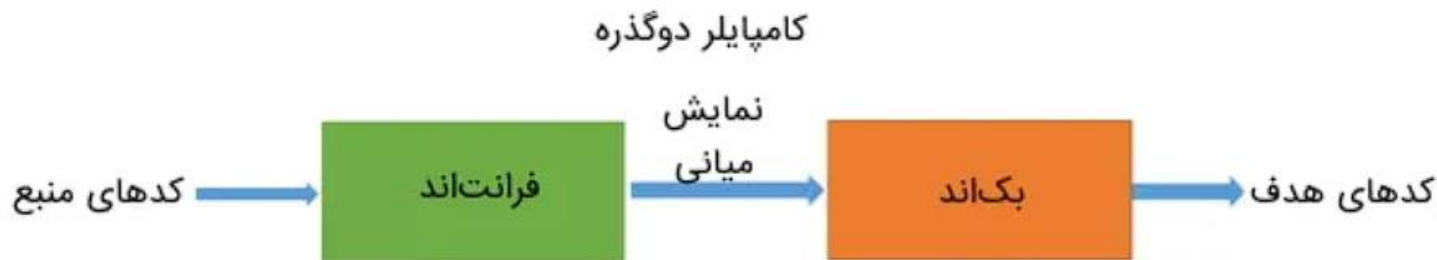 کامپایلر دوگذره
کدهای منبع
فرانت‌اند
نمایش
میانی
بک‌اند
کدهای هدف